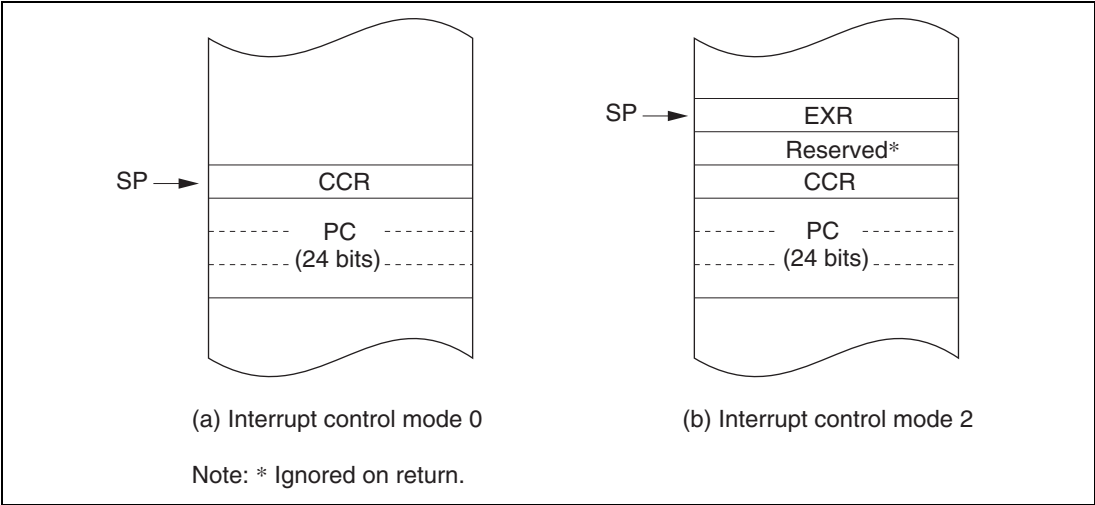 SP
CCR
PC
(24 bits)
(a) Interrupt control mode 0
SP
EXR
Reserved*
CCR
PC
(24 bits)
(b) Interrupt control mode 2
Note: * Ignored on return.